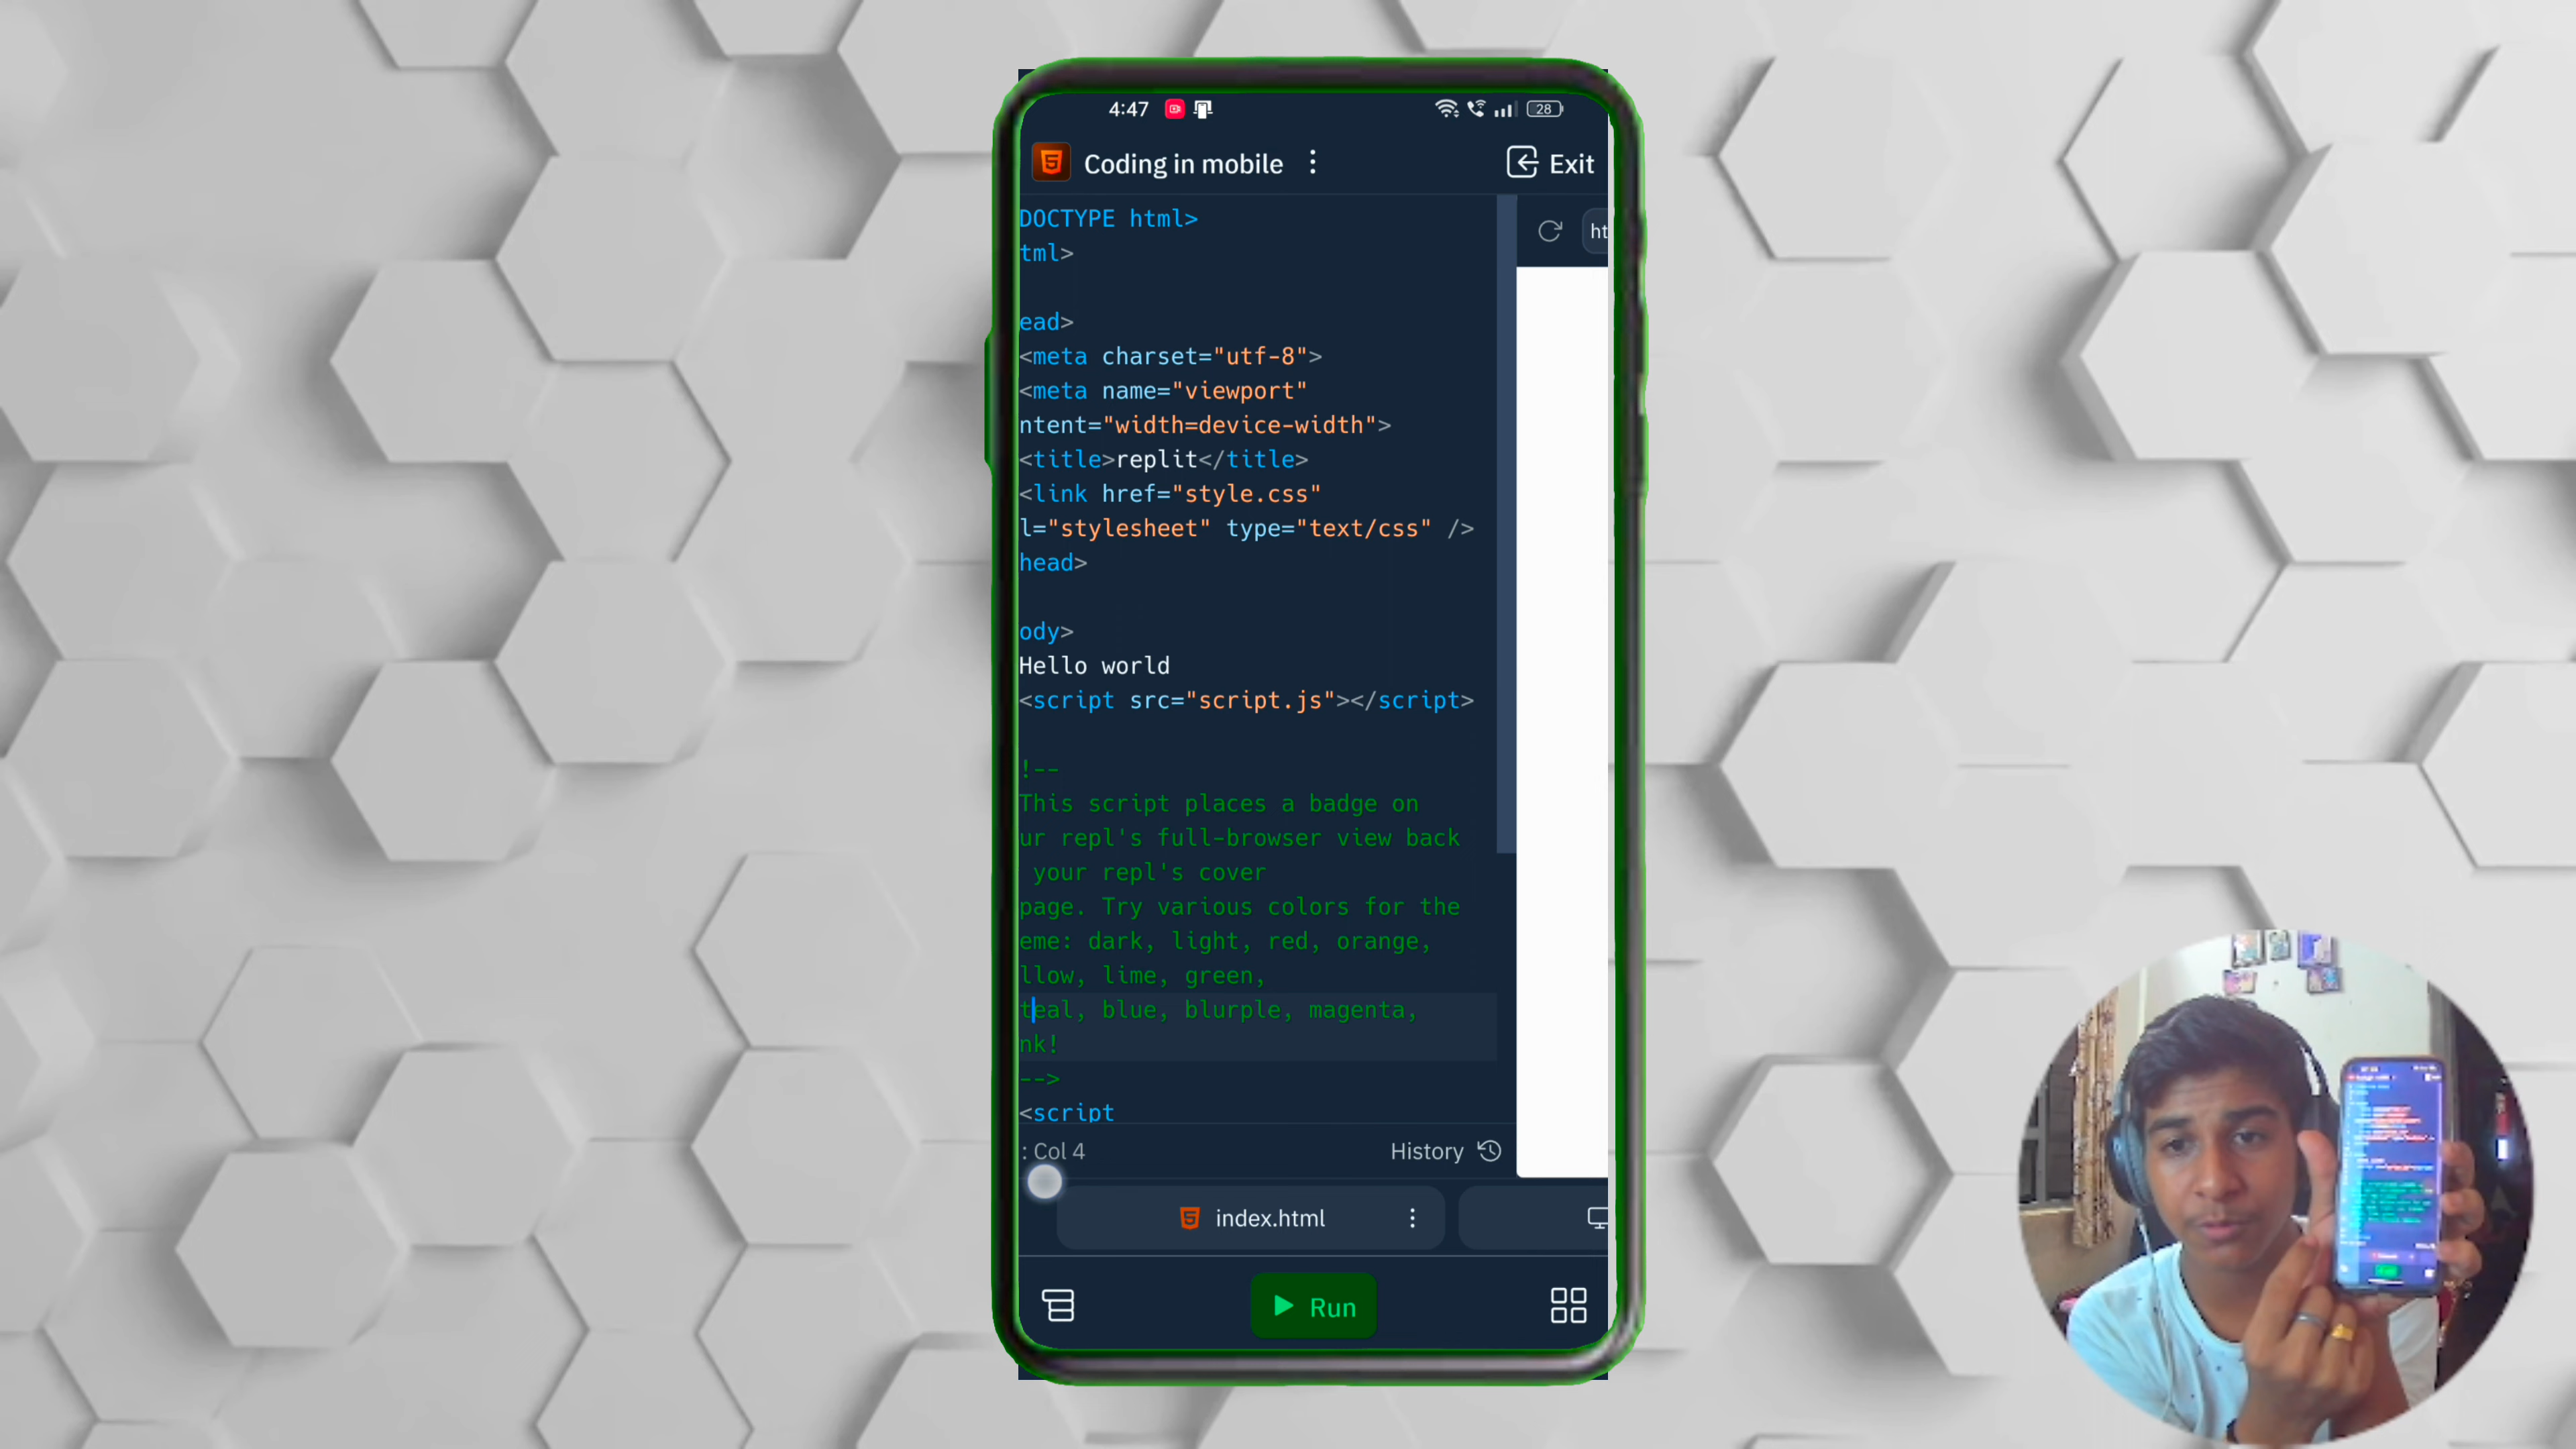 4:47 28
Coding in mobile Exit
DOCTYPE html>
ht
tml>
ead>
<meta charset="utf-8">
<meta name="viewport"
ntent="width=device-width">
<title>replit</title>
<link href="style.css"
l="stylesheet" type="text/css" />
head>
ody>
Hello world
<script src="script.js"></script>
!--
This script places a badge on
ur repl's full-browser view back
your repl's cover
page. Try various colors for the
eme: dark, light, red, orange,
llow, lime, green,
teal, blue, blurple, magenta,
nk!
-->
<script
: Col 4 History
index.html
Run